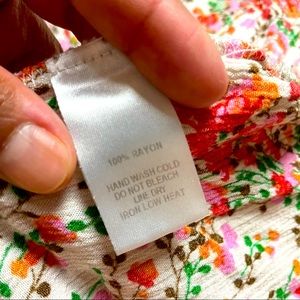 100% RAYON
HAND WASH COLD
DO NOT BLEACH
LINE DRY
IRON LOW HEAT